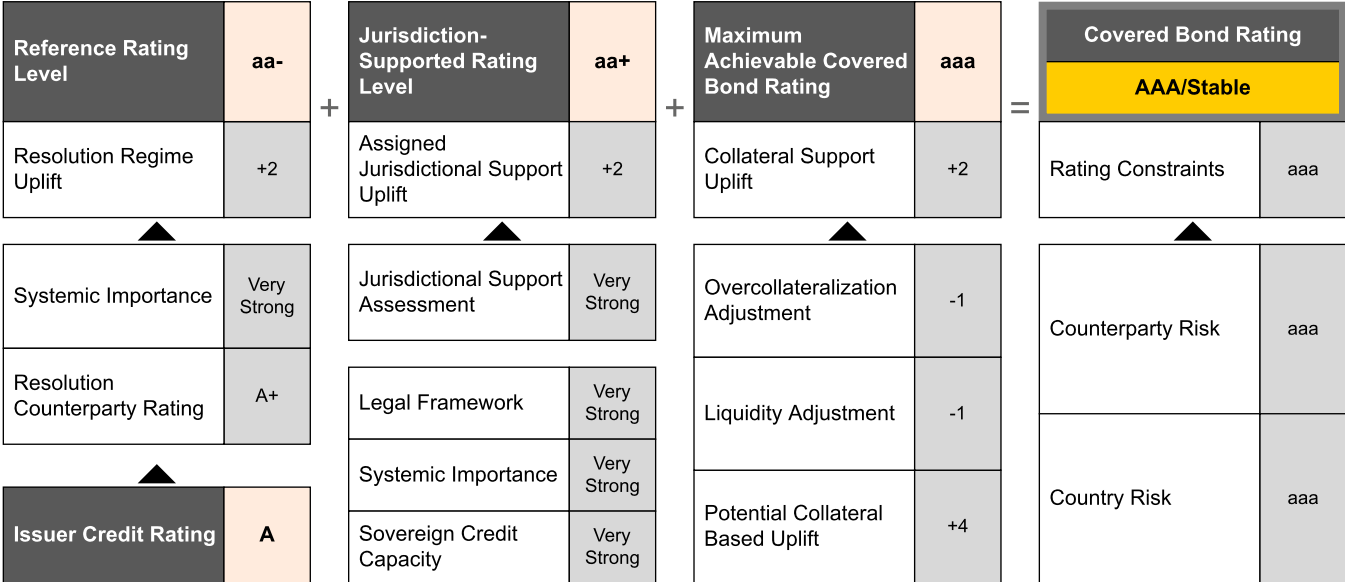 Reference Rating
Level
aa-
Resolution Regime
Uplift
+2
Systemic Importance
Very
Strong
Resolution
Counterparty Rating
A+
Issuer Credit Rating
A
+
Jurisdiction-
Supported Rating
Level
aa+
Assigned
Jurisdictional Support
Uplift
+2
Jurisdictional Support
Assessment
Very
Strong
Legal Framework
Very
Strong
Systemic Importance
Very
Strong
Sovereign Credit
Capacity
Very
Strong
+
Maximum
Achievable Covered
Bond Rating
aaa
Collateral Support
Uplift
+2
Overcollateralization
Adjustment
-1
Liquidity Adjustment
-1
Potential Collateral
Based Uplift
+4
=
Covered Bond Rating
AAA/Stable
Rating Constraints
aaa
Counterparty Risk
aaa
Country Risk
aaa